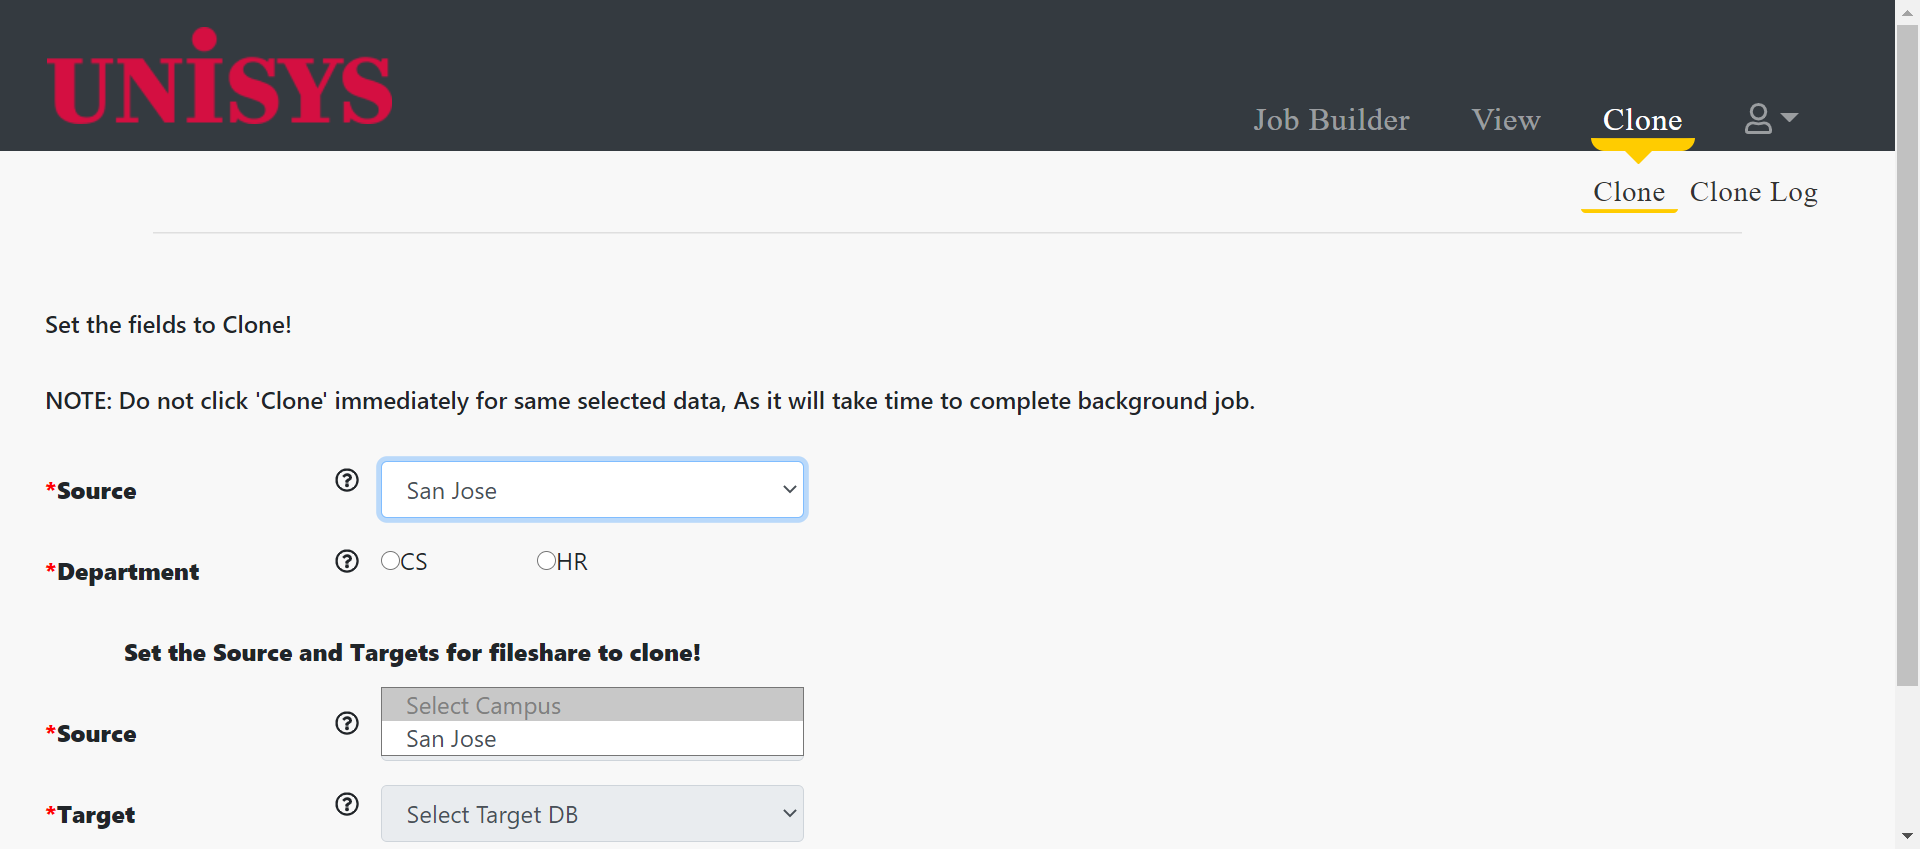 UNISYS
Job Builder View Clone
Clone Clone Log
Set the fields to Clone!
NOTE: Do not click 'Clone' immediately for same selected data, As it will take time to complete background job.
*Source ? San Jose
*Department ? CS HR
Set the Source and Targets for fileshare to clone!
Select Campus
*Source ? San Jose
*Target ? Select Target DB